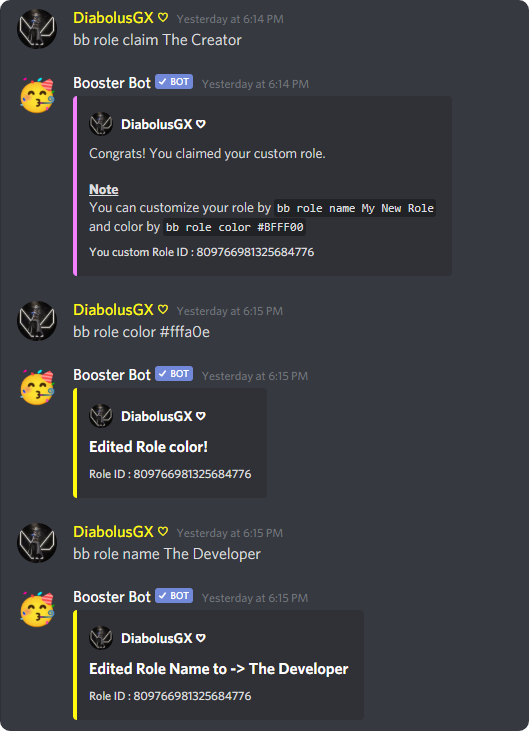 DiabolusGX ♡ Yesterday at 6:14 PM
bb role claim The Creator
Booster Bot ✓ BOT Yesterday at 6:14 PM
DiabolusGX ♡
Congrats! You claimed your custom role.
Note
You can customize your role by bb role name My New Role
and color by bb role color #BFFF00
You custom Role ID : 809766981325684776
DiabolusGX ♡ Yesterday at 6:15 PM
bb role color #fffa0e
Booster Bot ✓ BOT Yesterday at 6:15 PM
DiabolusGX ♡
Edited Role color!
Role ID : 809766981325684776
DiabolusGX ♡ Yesterday at 6:15 PM
bb role name The Developer
Booster Bot ✓ BOT Yesterday at 6:15 PM
DiabolusGX ♡
Edited Role Name to -> The Developer
Role ID : 809766981325684776